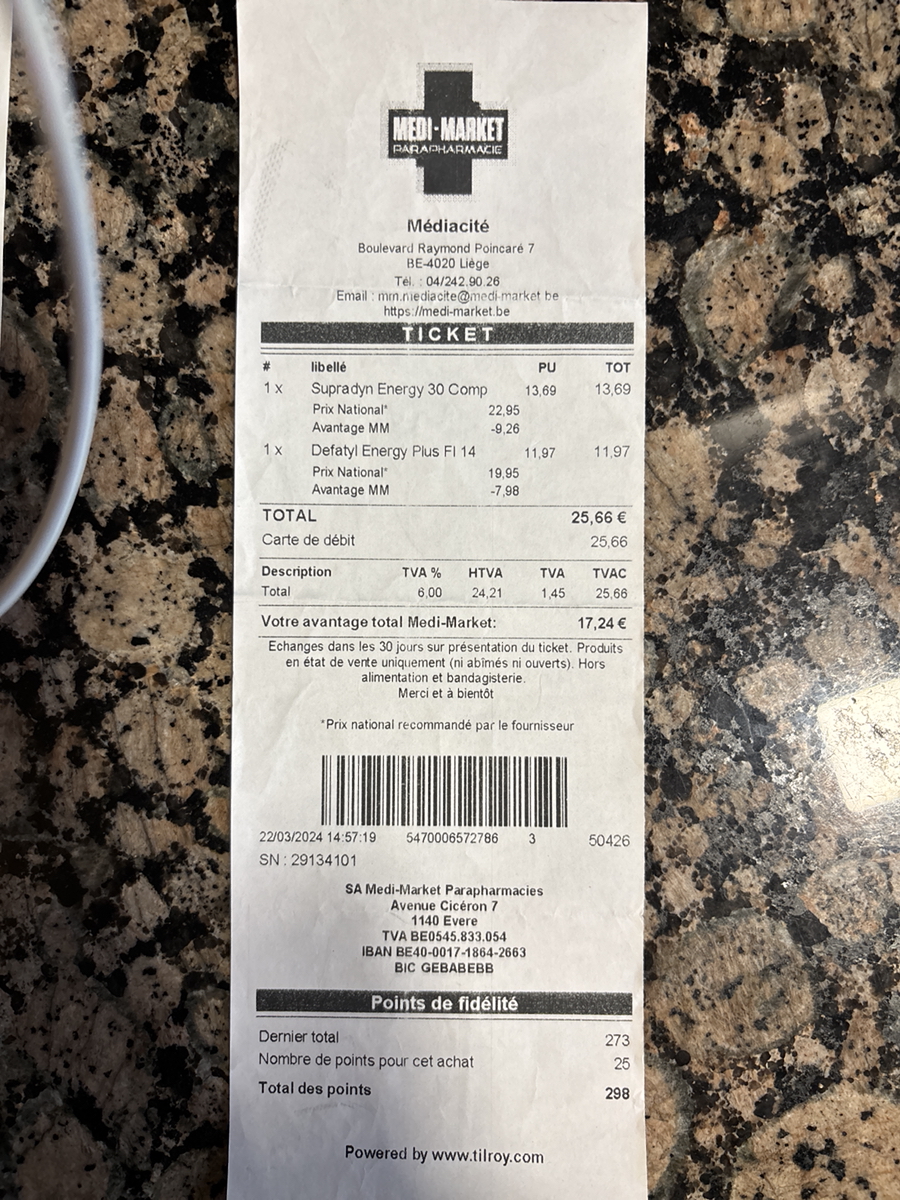 MEDI-MARKET
PARAPHARMACIE
Médiacité
Boulevard Raymond Poincaré 7
BE-4020 Liège
Tél. : 04/242.90.26
Email : mm.mediacite@medi-market.be
https://medi-market.be
TICKET
# libellé PU TOT
1 x Supradyn Energy 30 Comp 13,69 13,69
Prix National* 22,95
Avantage MM -9,26
1 x Defatyl Energy Plus Fl 14 11,97 11,97
Prix National* 19,95
Avantage MM -7,98
TOTAL 25,66 €
Carte de débit 25,66
Description TVA % HTVA TVA TVAC
Total 6,00 24,21 1,45 25,66
Votre avantage total Medi-Market: 17,24 €
Echanges dans les 30 jours sur présentation du ticket. Produits
en état de vente uniquement (ni abîmés ni ouverts). Hors
alimentation et bandagisterie.
Merci et à bientôt
*Prix national recommandé par le fournisseur
22/03/2024 14:57:19 5470006572786 3 50426
SN : 29134101
SA Medi-Market Parapharmacies
Avenue Cicéron 7
1140 Evere
TVA BE0545.833.054
IBAN BE40-0017-1864-2663
BIC GEBABEBB
Points de fidélité
Dernier total 273
Nombre de points pour cet achat 25
Total des points 298
Powered by www.tilroy.com